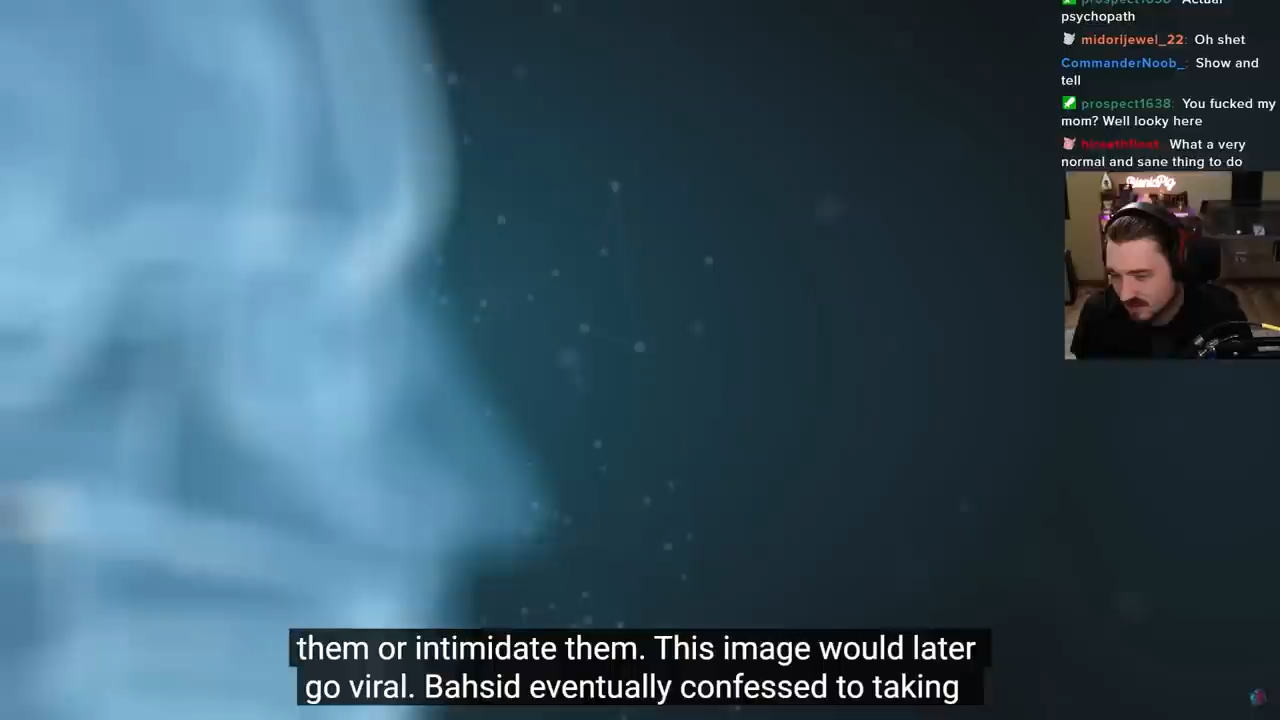 prospect1638: Actual
psychopath
midorijewel_22: Oh shet
CommanderNoob_: Show and
tell
prospect1638: You fucked my
mom? Well looky here
What a very
normal and sane thing to do
them or intimidate them. This image would later
go viral. Bahsid eventually confessed to taking